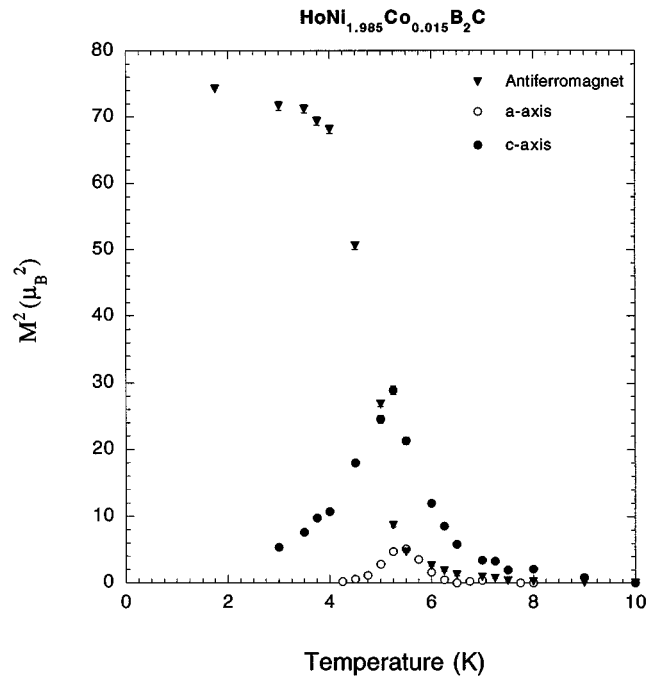 HoNi1.985Co0.015B2C
80
Antiferromagnet
70
a-axis
c-axis
60
50
M2 (μB2)
40
30
20
10
0
0 2 4 6 8 10
Temperature (K)